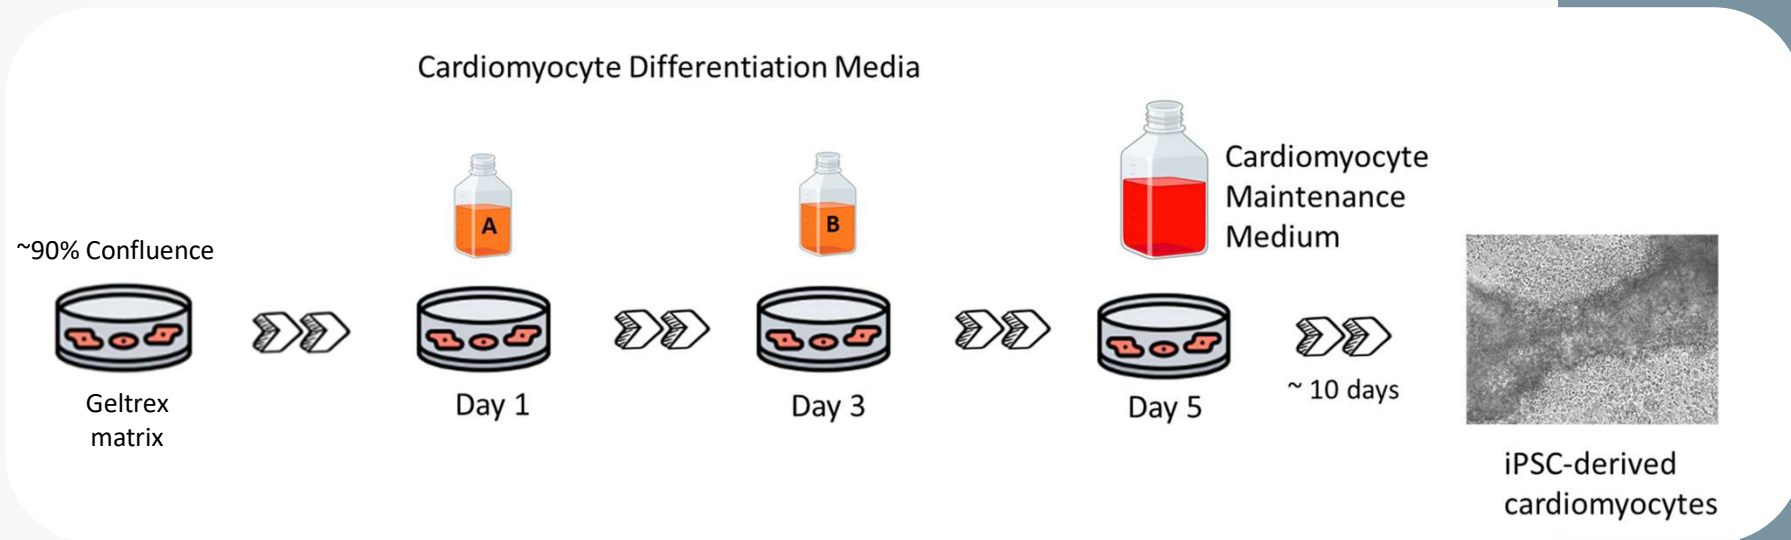 Cardiomyocyte Differentiation Media
A
B
Cardiomyocyte
Maintenance
Medium
~90% Confluence
Geltrex
matrix
Day 1
Day 3
Day 5
~ 10 days
iPSC-derived
cardiomyocytes